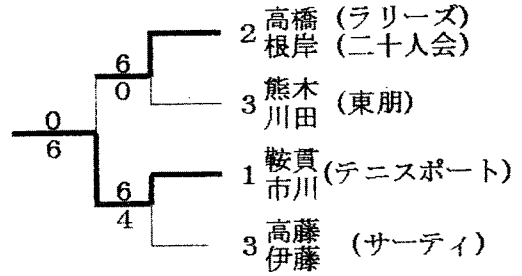 2 高橋 (ラリーズ)
根岸 (二十人会)
6
0
3 熊木 (東朋)
川田
0
6
1 鞍貫 (テニスポート)
市川
6
4
3 高藤 (サーティ)
伊藤